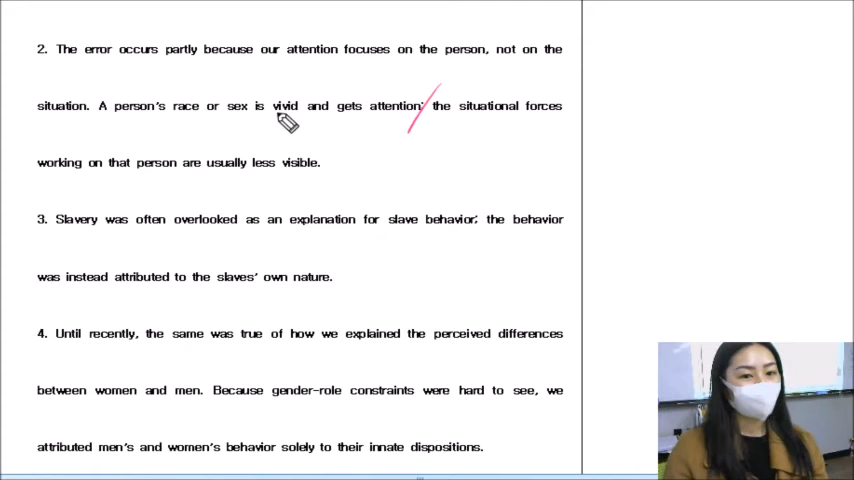 2. The error occurs partly because our attention focuses on the person, not on the
situation. A person's race or sex is vivid and gets attention; the situational forces
working on that person are usually less visible.
3. Slavery was often overlooked as an explanation for slave behavior; the behavior
was instead attributed to the slaves' own nature.
4. Until recently, the same was true of how we explained the perceived differences
between women and men. Because gender-role constraints were hard to see, we
attributed men's and women's behavior solely to their innate dispositions.